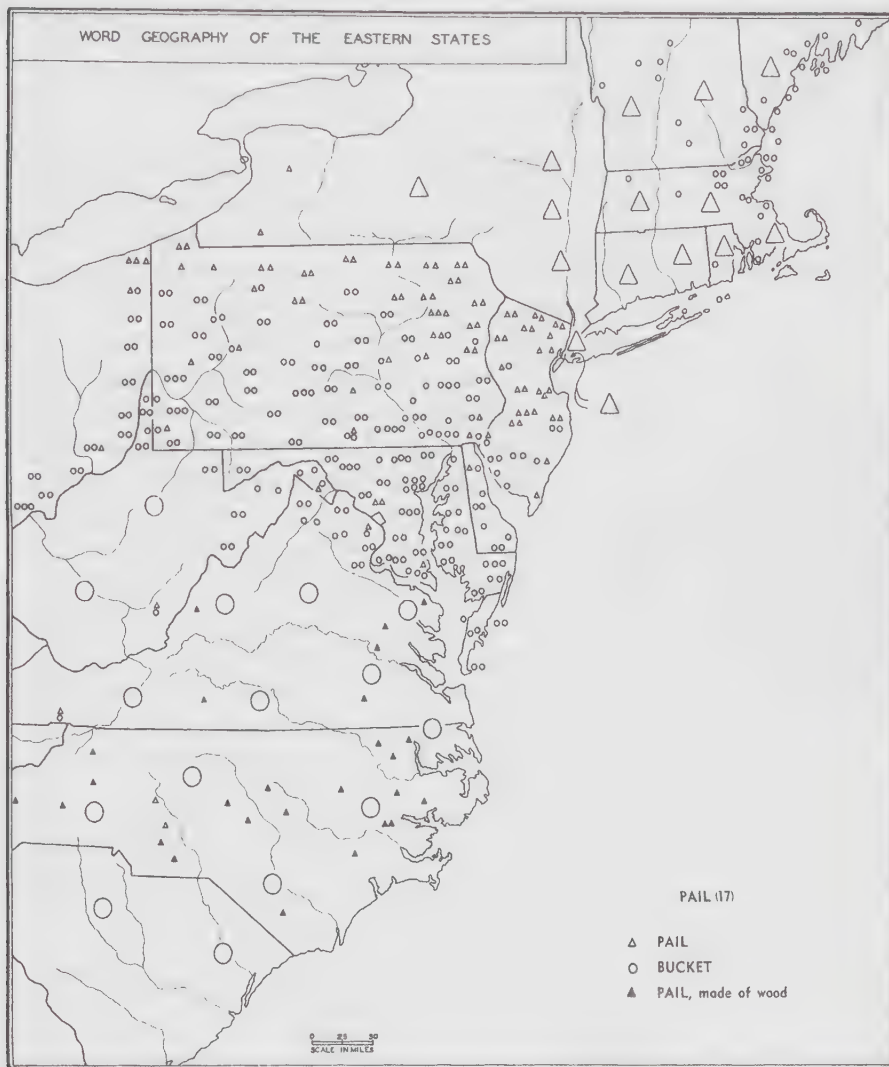 WORD GEOGRAPHY OF THE EASTERN STATES
PAIL (17)
PAIL
BUCKET
PAIL, made of wood
0 25 50
SCALE IN MILES